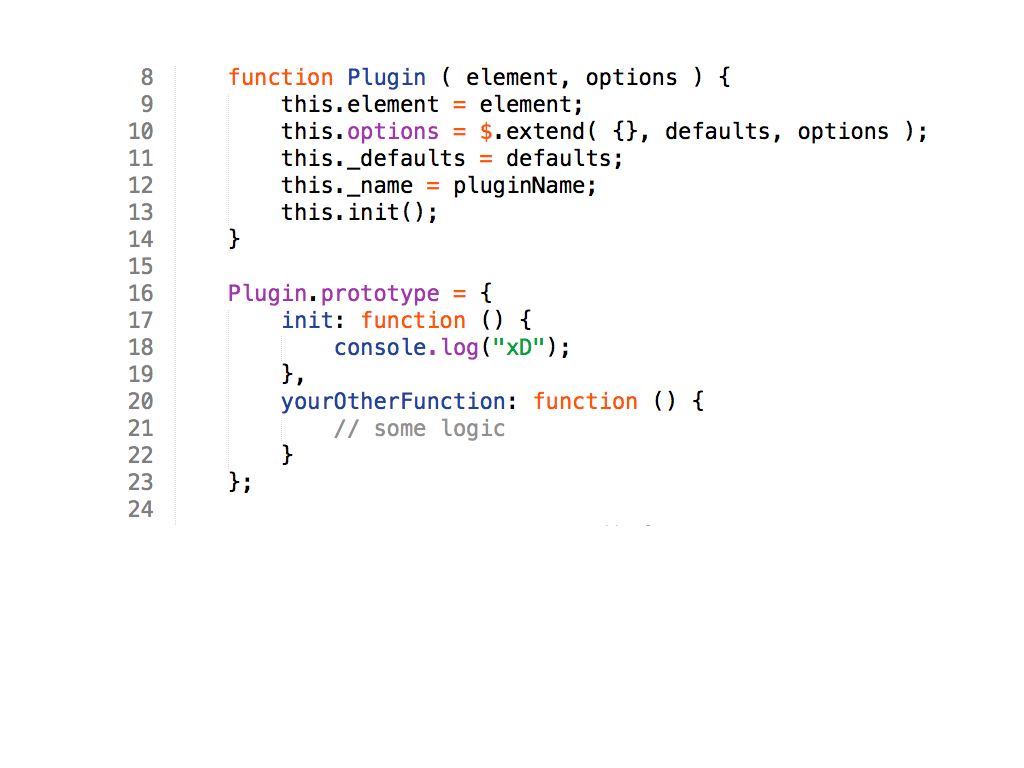 8 function Plugin ( element, options ) {
9 this.element = element;
10 this.options = $.extend( {}, defaults, options );
11 this._defaults = defaults;
12 this._name = pluginName;
13 this.init();
14 }
15
16 Plugin.prototype = {
17 init: function () {
18 console.log("xD");
19 },
20 yourOtherFunction: function () {
21 // some logic
22 }
23 };
24